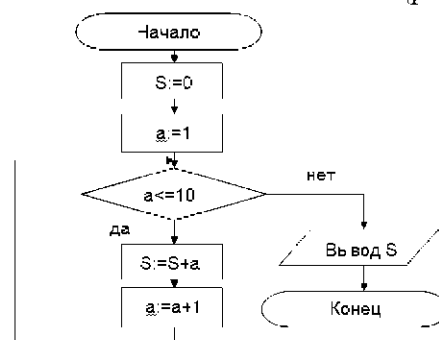 Начало
S:=0
a:=1
a<=10
нет
да
S:=S+a
Вывод S
a:=a+1
Конец